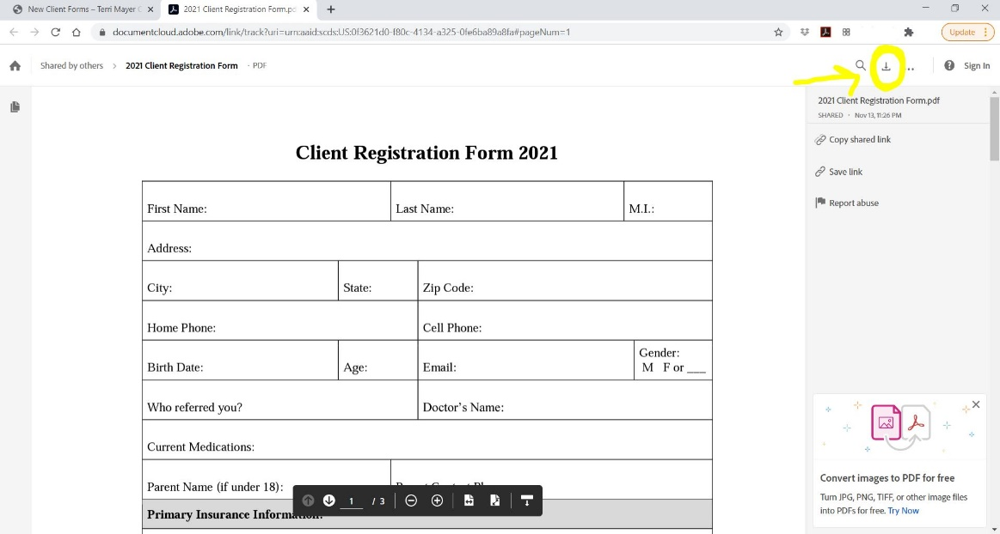 New Client Forms – Terri Mayer C
2021 Client Registration Form.pd
documentcloud.adobe.com/link/track?uri=urn:aaid:scds:US:0f3621d0-f80c-4134-a325-0fe6ba89a8fa#pageNum=1
Update
Shared by others > 2021 Client Registration Form - PDF
Sign In
2021 Client Registration Form.pdf
SHARED · Nov 13, 11:26 PM
Copy shared link
Save link
Report abuse
Client Registration Form 2021
First Name: Last Name: M.I.:
Address:
City: State: Zip Code:
Home Phone: Cell Phone:
Gender:
Birth Date: Age: Email: M F or ___
Who referred you? Doctor's Name:
Current Medications:
Parent Name (if under 18):
1 / 3
Primary Insurance Information:
Convert images to PDF for free
Turn JPG, PNG, TIFF, or other image files
into PDFs for free. Try Now